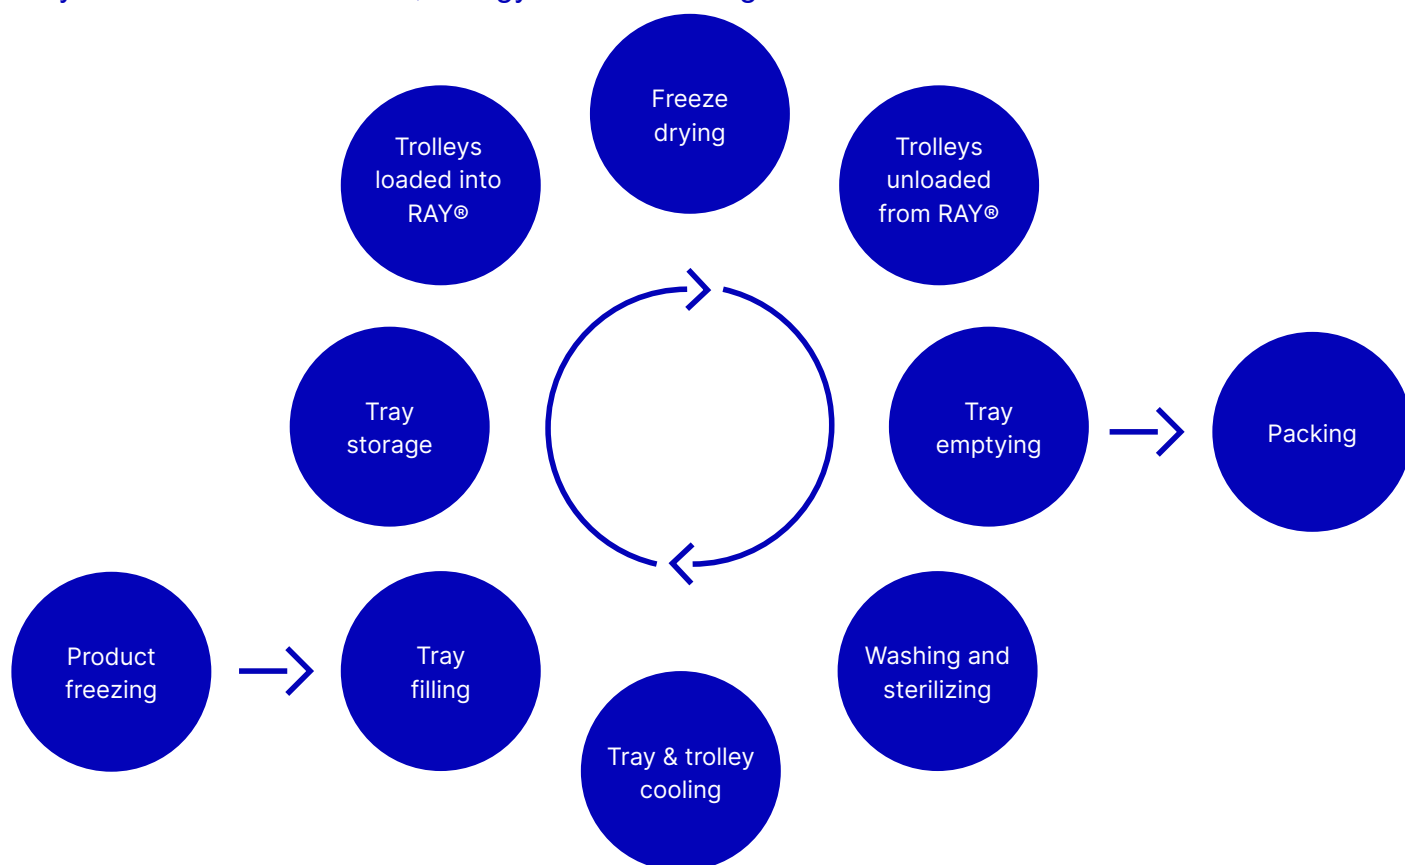 Freeze
drying
Trolleys
loaded into
RAY®
Trolleys
unloaded
from RAY®
Tray
storage
Tray
emptying
Packing
Product
freezing
Tray
filling
Washing and
sterilizing
Tray & trolley
cooling